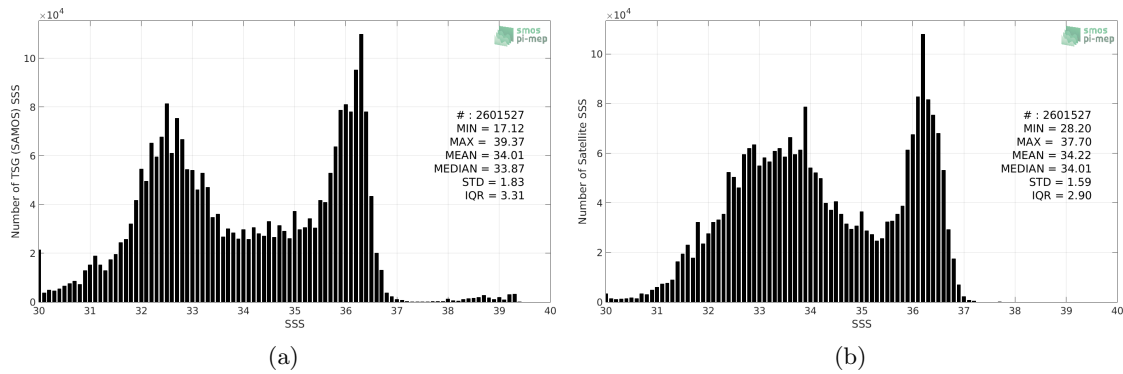 ×10⁴
smos
pi-mep
Number of TSG (SAMOS) SSS
10
8
6
4
2
0
# : 2601527
MIN = 17.12
MAX = 39.37
MEAN = 34.01
MEDIAN = 33.87
STD = 1.83
IQR = 3.31
30 31 32 33 34 35 36 37 38 39 40
SSS
(a)
×10⁴
smos
pi-mep
Number of Satellite SSS
10
8
6
4
2
0
# : 2601527
MIN = 28.20
MAX = 37.70
MEAN = 34.22
MEDIAN = 34.01
STD = 1.59
IQR = 2.90
30 31 32 33 34 35 36 37 38 39 40
SSS
(b)